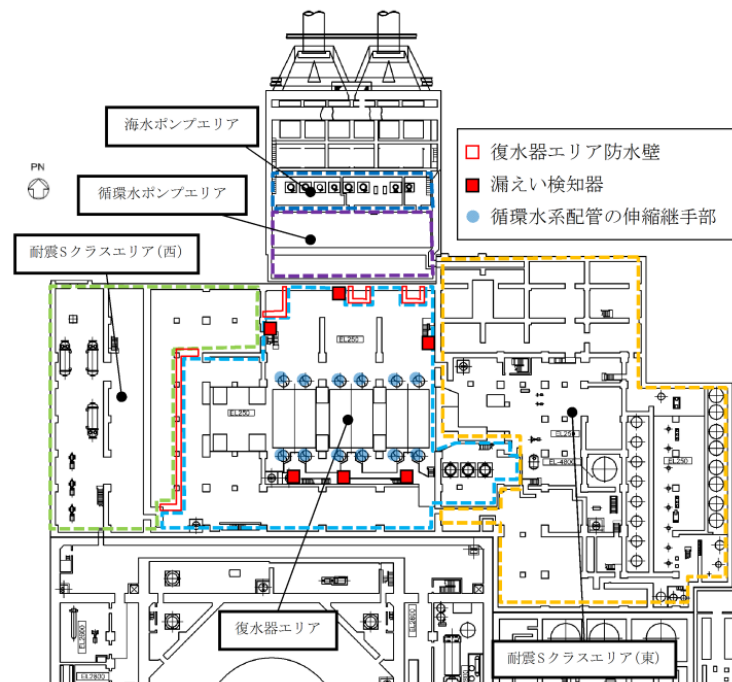 海水ポンプエリア
復水器エリア防水壁
漏えい検知器
循環水系配管の伸縮継手部
PN
循環水ポンプエリア
耐震Sクラスエリア(西)
EL250
EL250
EL250
EL-4800
EL250
復水器エリア
耐震Sクラスエリア(東)
EL2800